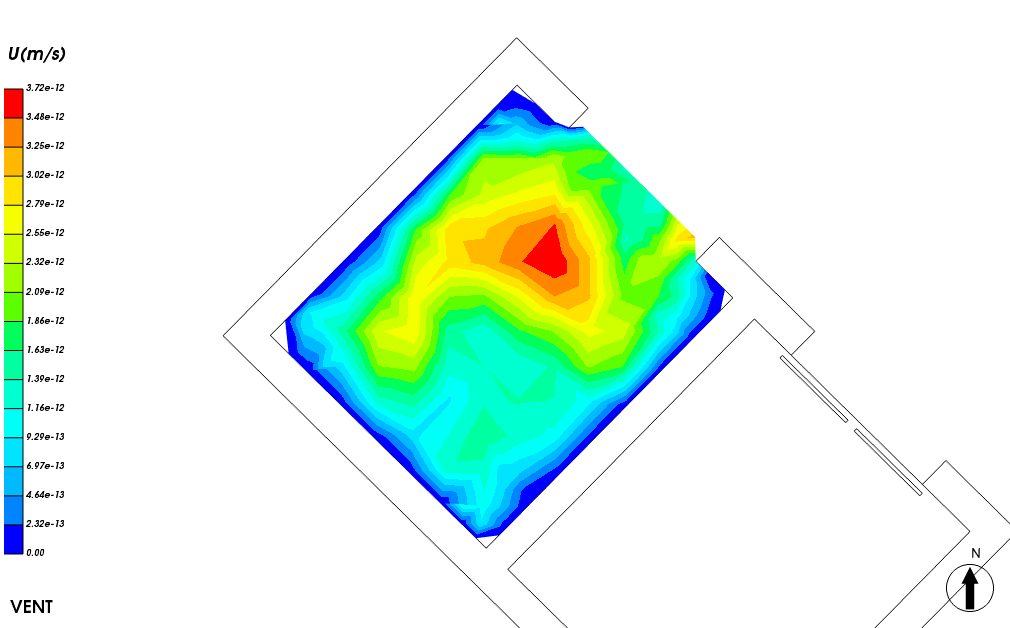 U(m/s)
3.72e-12
3.48e-12
3.25e-12
3.02e-12
2.79e-12
2.55e-12
2.32e-12
2.09e-12
1.86e-12
1.63e-12
1.39e-12
1.16e-12
9.29e-13
6.97e-13
4.64e-13
2.32e-13
0.00
N
VENT